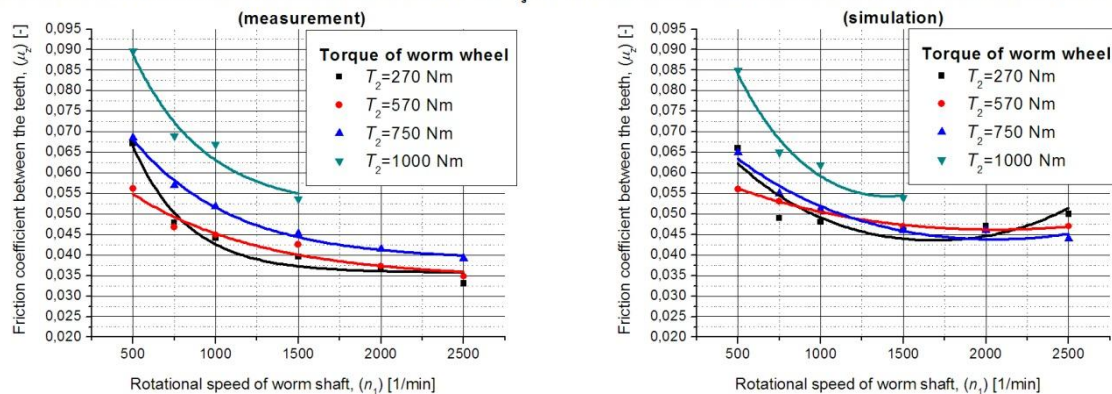 (measurement)
Friction coefficient between the teeth, (μz) [-]
0,095
0,090
0,085
0,080
0,075
0,070
0,065
0,060
0,055
0,050
0,045
0,040
0,035
0,030
0,025
0,020
Torque of worm wheel
T2=270 Nm
T2=570 Nm
T2=750 Nm
T2=1000 Nm
500 1000 1500 2000 2500
Rotational speed of worm shaft, (n1) [1/min]
(simulation)
Friction coefficient between the teeth, (μz) [-]
0,095
0,090
0,085
0,080
0,075
0,070
0,065
0,060
0,055
0,050
0,045
0,040
0,035
0,030
0,025
0,020
Torque of worm wheel
T2=270 Nm
T2=570 Nm
T2=750 Nm
T2=1000 Nm
500 1000 1500 2000 2500
Rotational speed of worm shaft, (n1) [1/min]